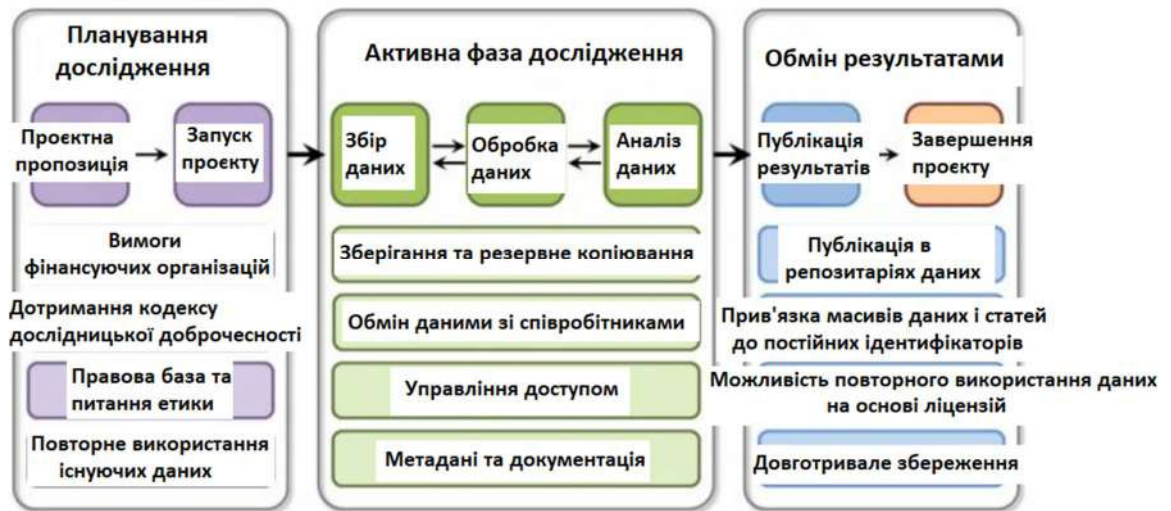 Планування
дослідження
Проєктна
пропозиція
Запуск
проєкту
Вимоги
фінансуючих організацій
Дотримання кодексу
дослідницької доброчесності
Правова база та
питання етики
Повторне використання
існуючих даних
Активна фаза дослідження
Збір
даних
Обробка
даних
Аналіз
даних
Зберігання та резервне копіювання
Обмін даними зі співробітниками
Управління доступом
Метадані та документація
Обмін результатами
Публікація
результатів
Завершення
проєкту
Публікація в
репозитаріях даних
Прив'язка масивів даних і статей
до постійних ідентифікаторів
Можливість повторного використання даних
на основі ліцензій
Довготривале збереження